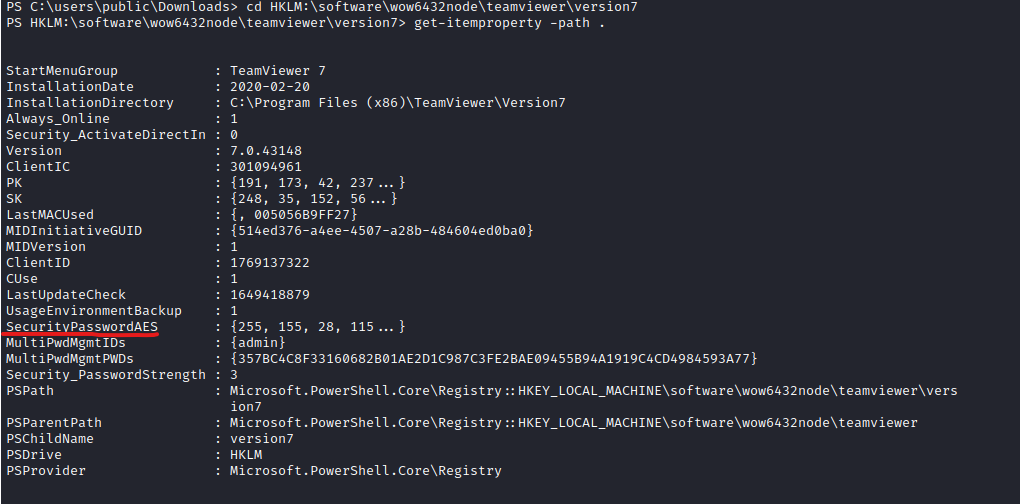 PS C:\users\public\Downloads> cd HKLM:\software\wow6432node\teamviewer\version7
PS HKLM:\software\wow6432node\teamviewer\version7> get-itemproperty -path .
StartMenuGroup : TeamViewer 7
InstallationDate : 2020-02-20
InstallationDirectory : C:\Program Files (x86)\TeamViewer\Version7
Always_Online : 1
Security_ActivateDirectIn : 0
Version : 7.0.43148
ClientIC : 301094961
PK : {191, 173, 42, 237...}
SK : {248, 35, 152, 56...}
LastMACUsed : {, 005056B9FF27}
MIDInitiativeGUID : {514ed376-a4ee-4507-a28b-484604ed0ba0}
MIDVersion : 1
ClientID : 1769137322
CUse : 1
LastUpdateCheck : 1649418879
UsageEnvironmentBackup : 1
SecurityPasswordAES : {255, 155, 28, 115...}
MultiPwdMgmtIDs : {admin}
MultiPwdMgmtPWDs : {357BC4C8F33160682B01AE2D1C987C3FE2BAE09455B94A1919C4CD4984593A77}
Security_PasswordStrength : 3
PSPath : Microsoft.PowerShell.Core\Registry::HKEY_LOCAL_MACHINE\software\wow6432node\teamviewer\vers
ion7
PSParentPath : Microsoft.PowerShell.Core\Registry::HKEY_LOCAL_MACHINE\software\wow6432node\teamviewer
PSChildName : version7
PSDrive : HKLM
PSProvider : Microsoft.PowerShell.Core\Registry